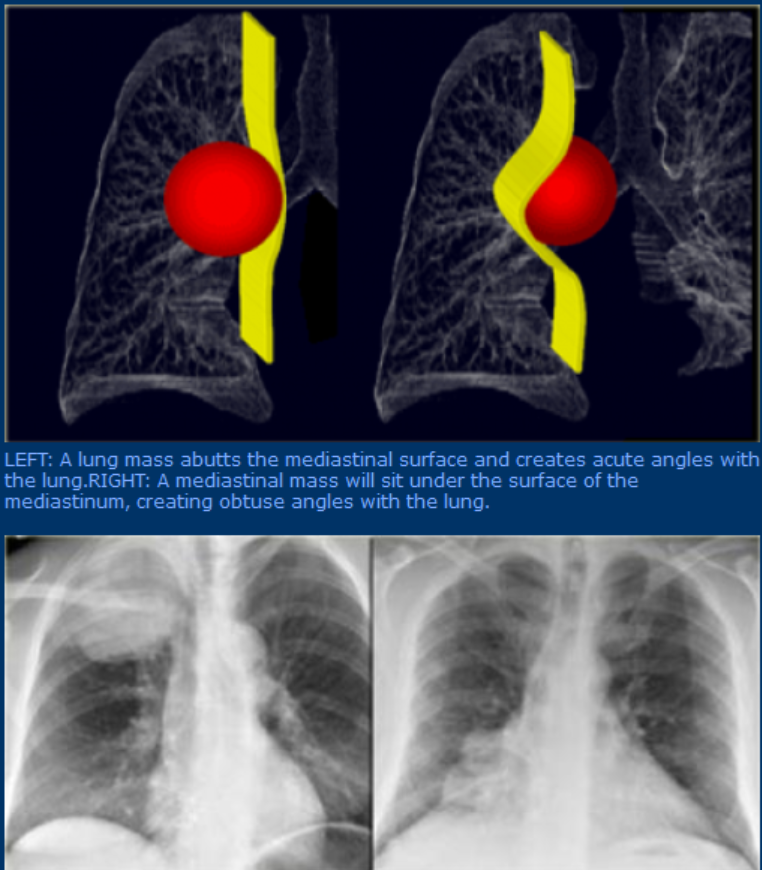 LEFT: A lung mass abutts the mediastinal surface and creates acute angles with
the lung.RIGHT: A mediastinal mass will sit under the surface of the
mediastinum, creating obtuse angles with the lung.